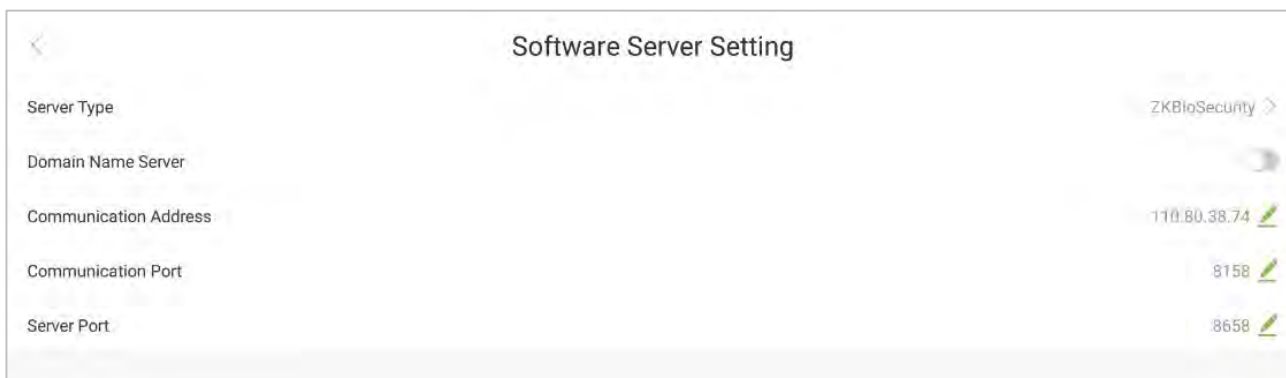 Software Server Setting
Server Type ZKBioSecurity
Domain Name Server
Communication Address 110.80.38.74
Communication Port 8158
Server Port 8658